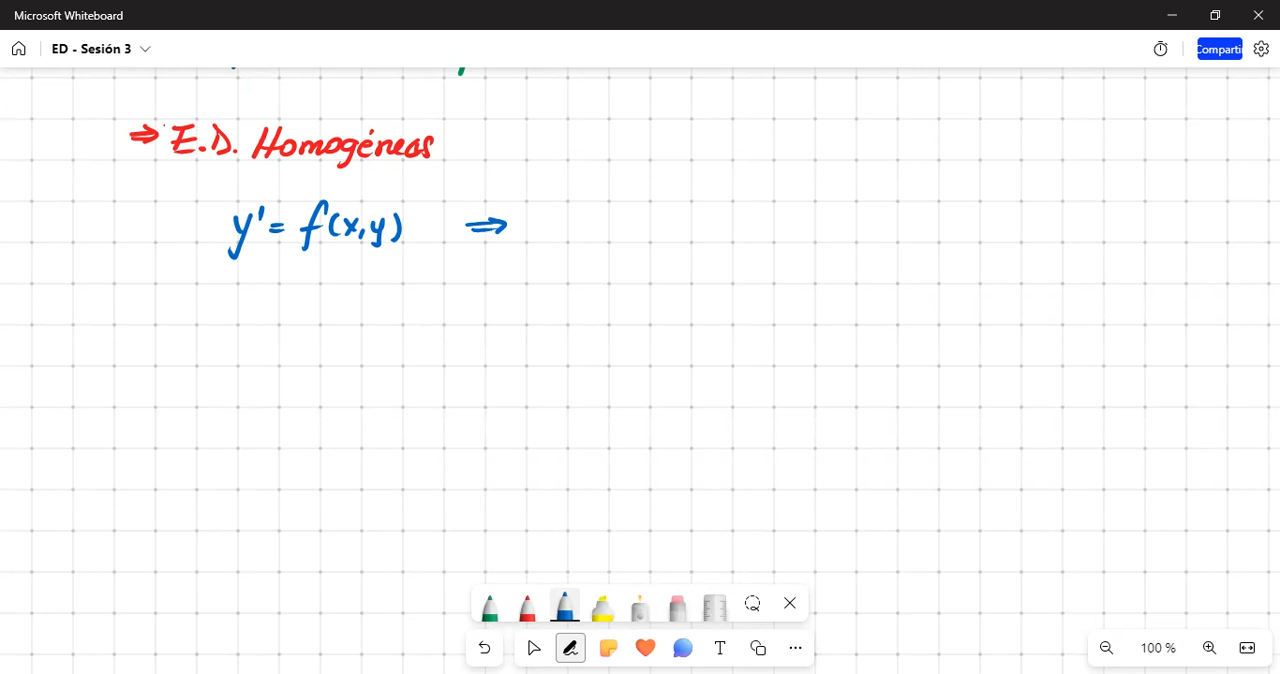 Microsoft Whiteboard
ED - Sesión 3
Comparti
⇒ E.D. Homogéneas
y' = f(x,y) ⇒
T
100 %